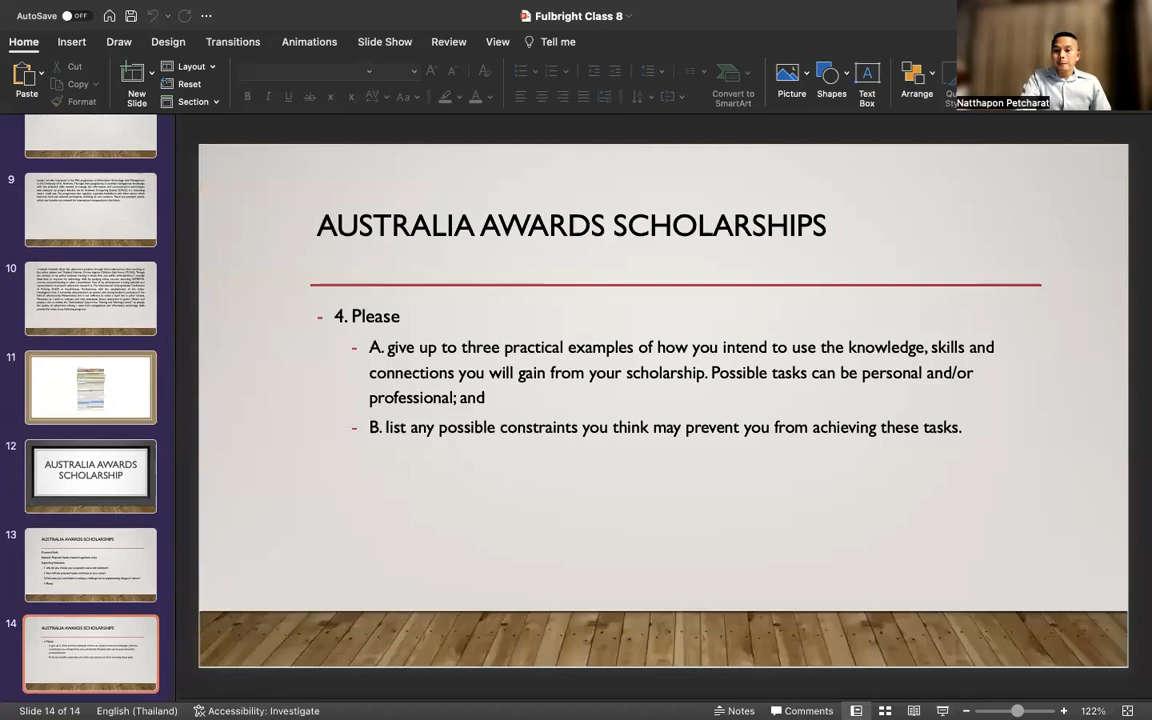 AutoSave OFF
Fulbright Class 8
Home Insert Draw Design Transitions Animations Slide Show Review View Tell me
Paste
Cut
Copy
Format
New
Slide
Layout
Reset
Section
B I U
Aa
A
Convert to
SmartArt
Picture
Shapes
Text
Box
Arrange
Natthapon Petcharat
9
10
11
12
AUSTRALIA AWARDS
SCHOLARSHIP
13
AUSTRALIA AWARDS SCHOLARSHIPS
14
AUSTRALIA AWARDS SCHOLARSHIPS
AUSTRALIA AWARDS SCHOLARSHIPS
- 4. Please
- A. give up to three practical examples of how you intend to use the knowledge, skills and
connections you will gain from your scholarship. Possible tasks can be personal and/or
professional; and
- B. list any possible constraints you think may prevent you from achieving these tasks.
Slide 14 of 14 English (Thailand) Accessibility: Investigate Notes Comments 122%